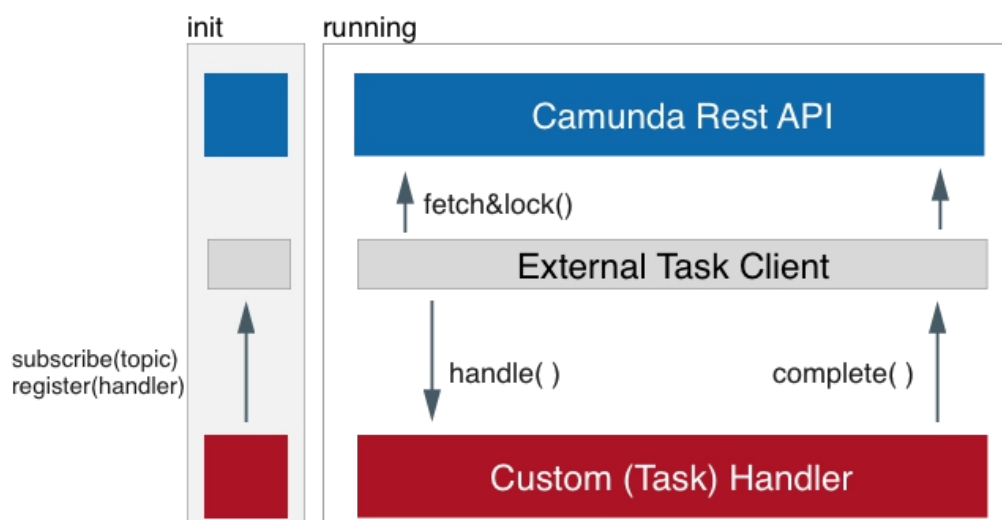 init
running
Camunda Rest API
fetch&lock()
External Task Client
subscribe(topic)
register(handler)
handle( )
complete( )
Custom (Task) Handler